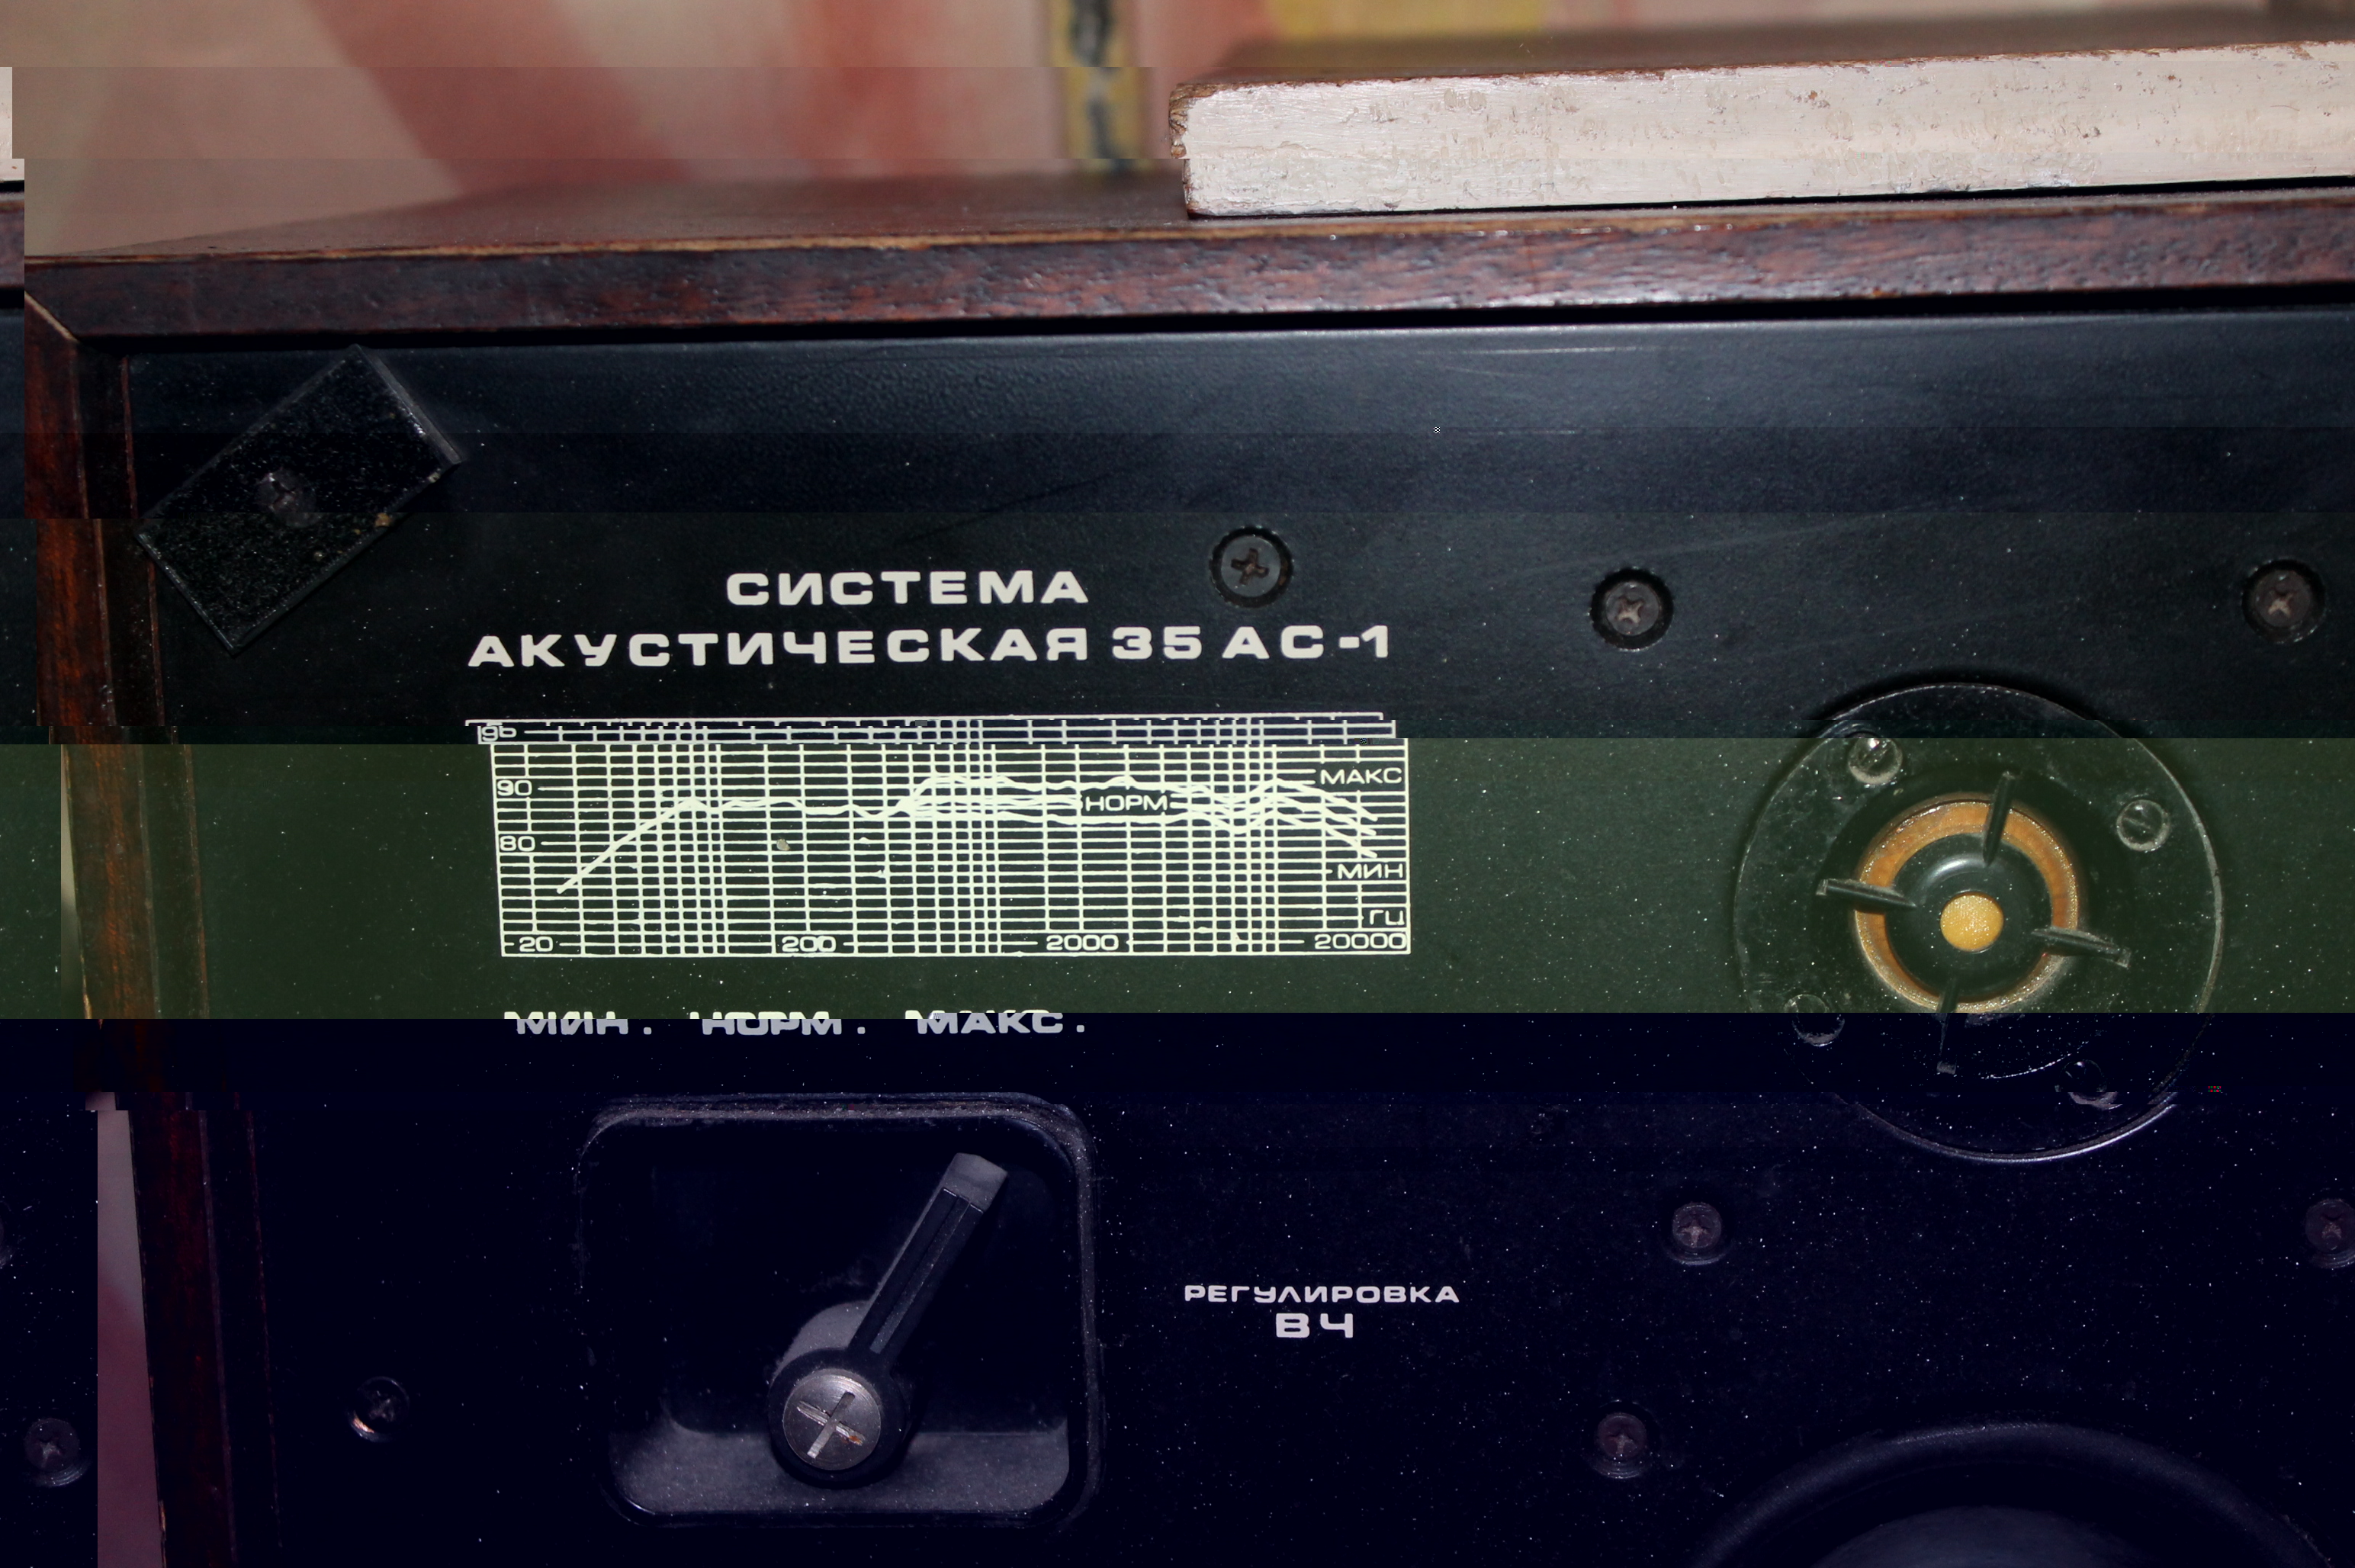 СИСТЕМА
АКУСТИЧЕСКАЯ 35 АС-1
90
МАКС
НОРМ
80
МИН
Гц
20 200 2000 20000
МИН. НОРМ. МАКС.
РЕГУЛИРОВКА
ВЧ